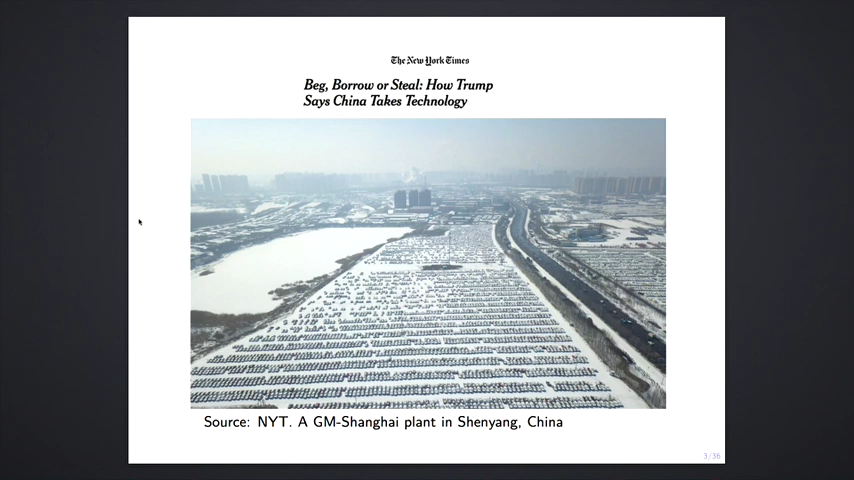 The New York Times
Beg, Borrow or Steal: How Trump
Says China Takes Technology
Source: NYT. A GM-Shanghai plant in Shenyang, China
3/36